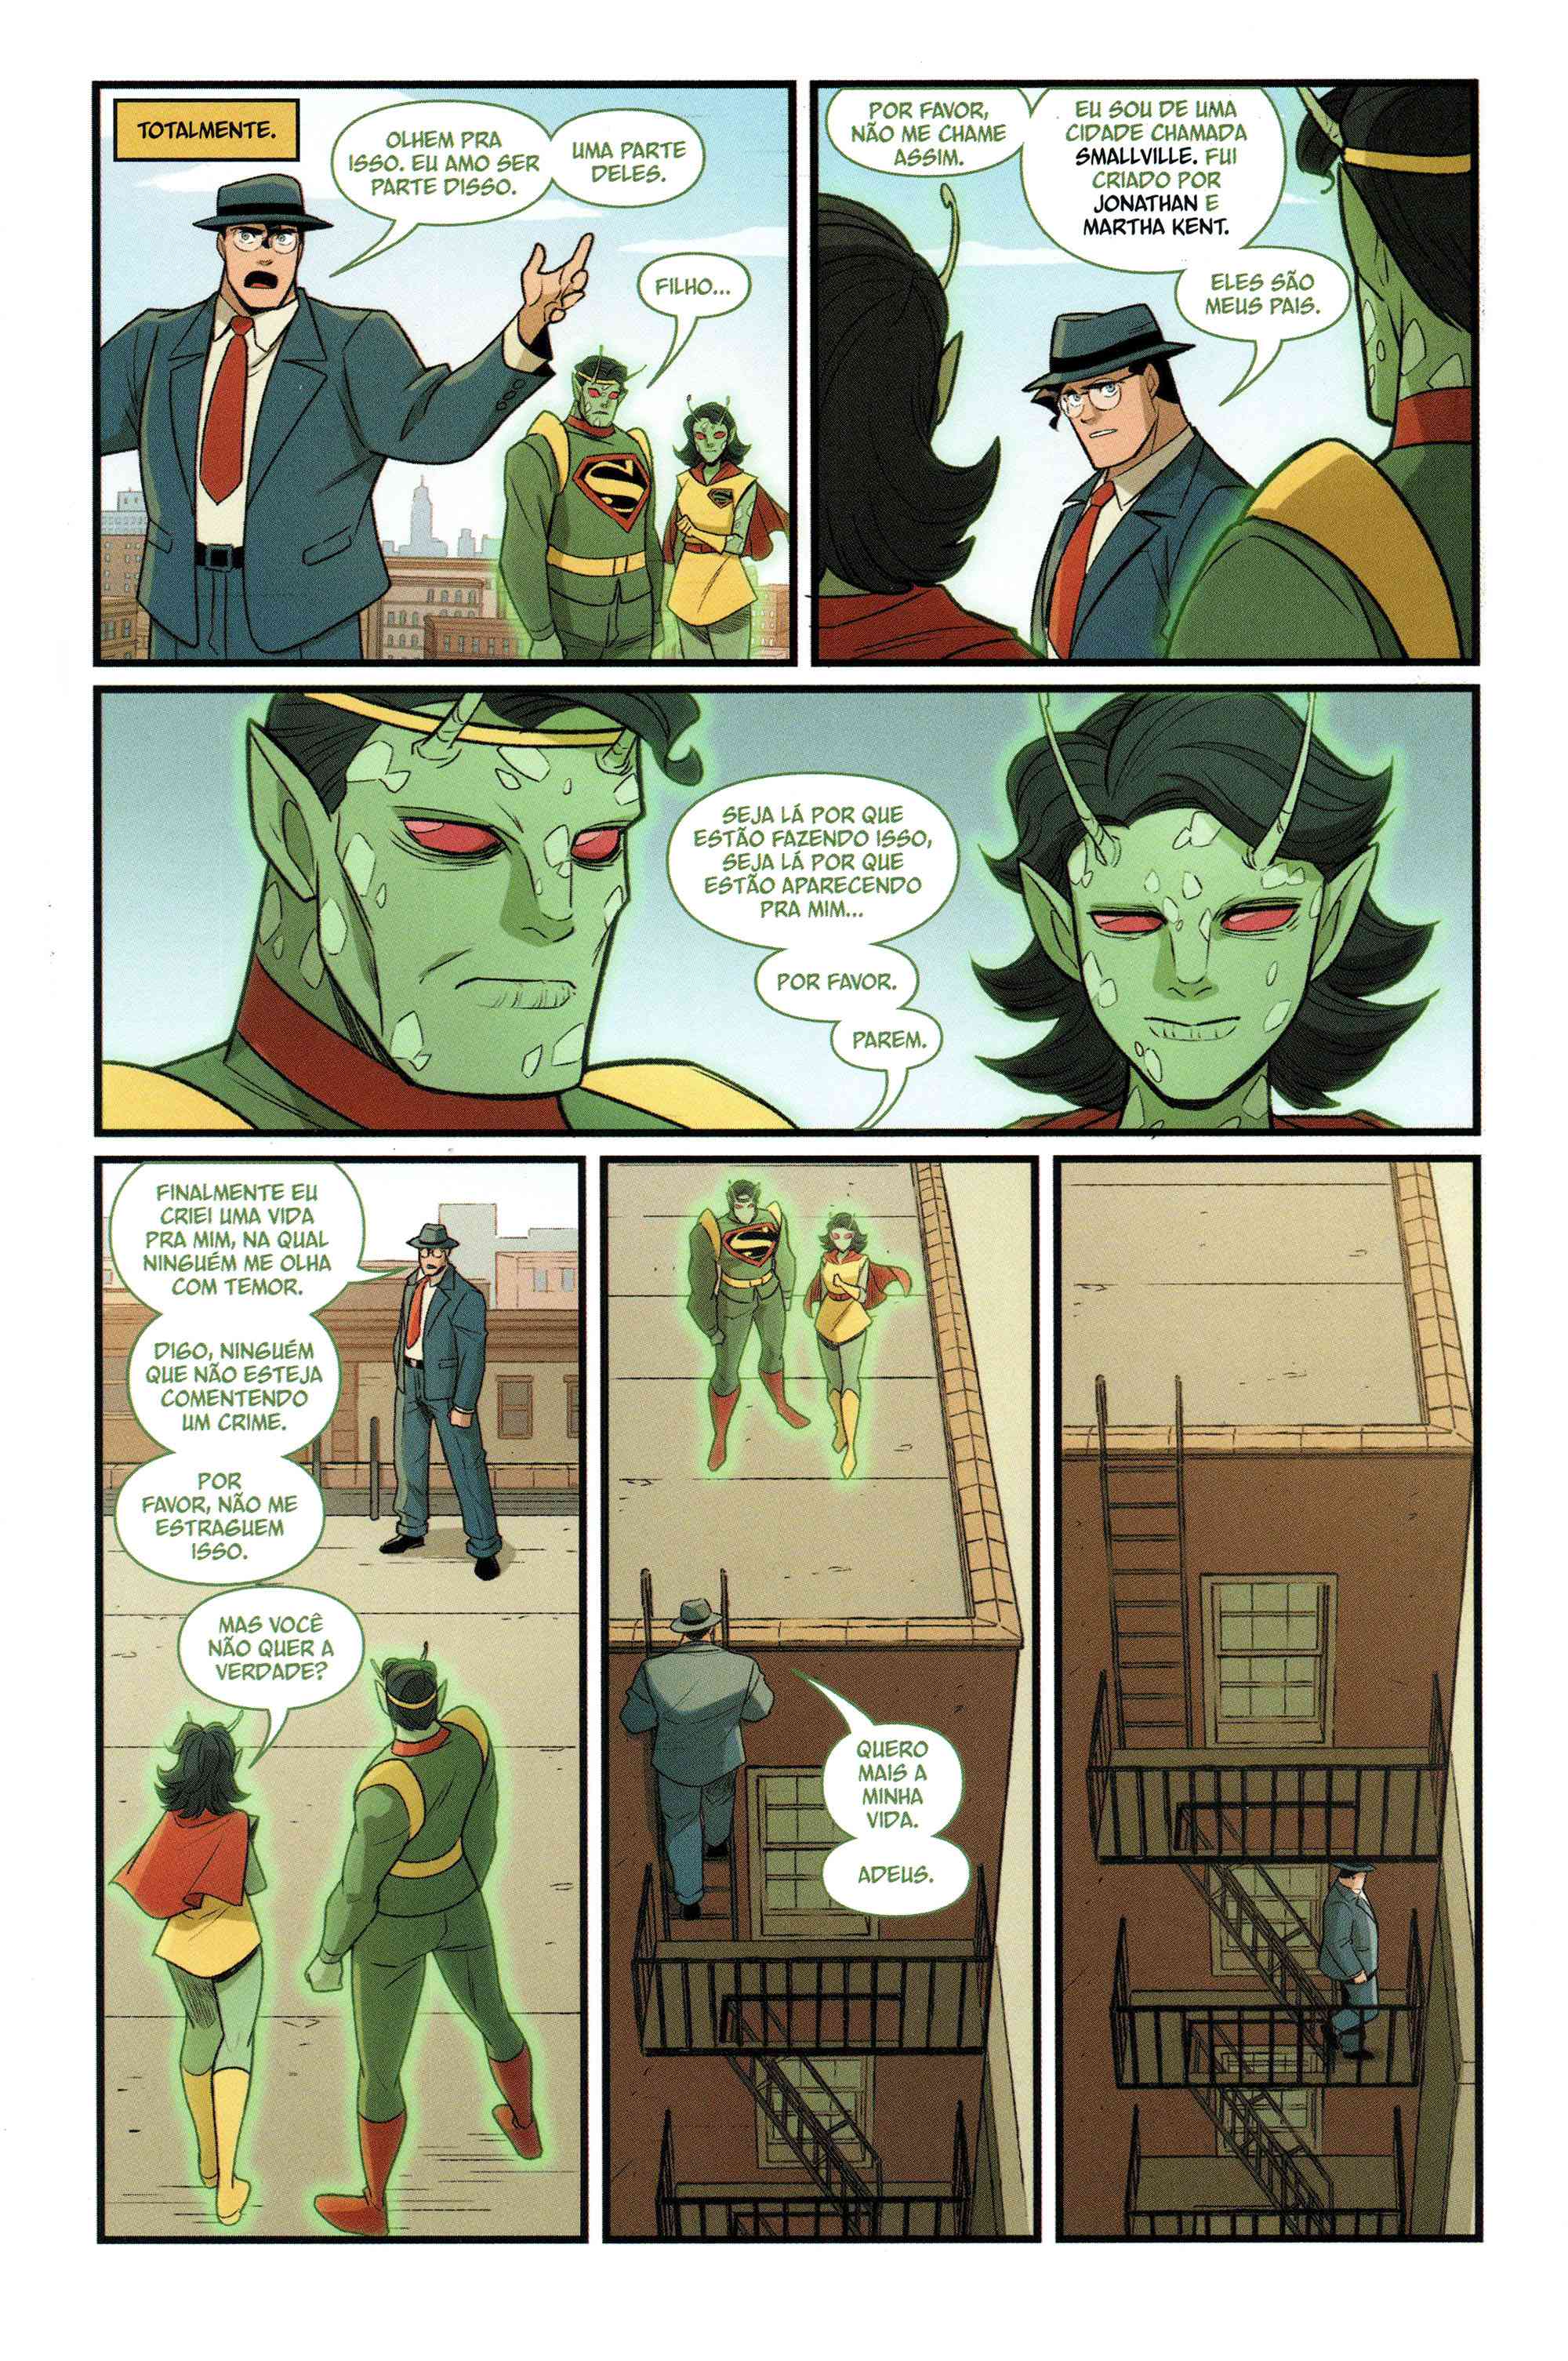 TOTALMENTE.
OLHEM PRA
ISSO. EU AMO SER
PARTE DISSO.
UMA PARTE
DELES.
FILHO...
POR FAVOR,
NÃO ME CHAME
ASSIM.
EU SOU DE UMA
CIDADE CHAMADA
SMALLVILLE. FUI
CRIADO POR
JONATHAN E
MARTHA KENT.
ELES SÃO
MEUS PAIS.
SEJA LÁ POR QUE
ESTÃO FAZENDO ISSO,
SEJA LÁ POR QUE
ESTÃO APARECENDO
PRA MIM...
POR FAVOR.
PAREM.
FINALMENTE EU
CRIEI UMA VIDA
PRA MIM, NA QUAL
NINGUÉM ME OLHA
COM TEMOR.
DIGO, NINGUÉM
QUE NÃO ESTEJA
COMENTENDO
UM CRIME.
POR
FAVOR, NÃO ME
ESTRAGUEM
ISSO.
MAS VOCÊ
NÃO QUER A
VERDADE?
QUERO
MAIS A
MINHA
VIDA.
ADEUS.